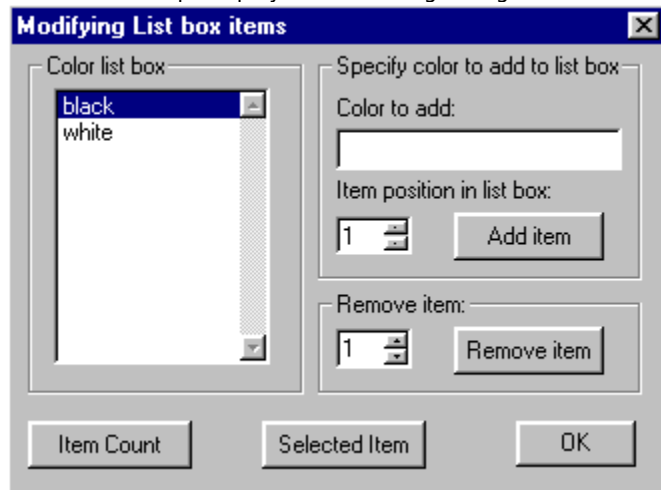 Modifying List box items
Color list box
black
white
Specify color to add to list box
Color to add:
Item position in list box:
1
Add item
Remove item:
1
Remove item
Item Count
Selected Item
OK